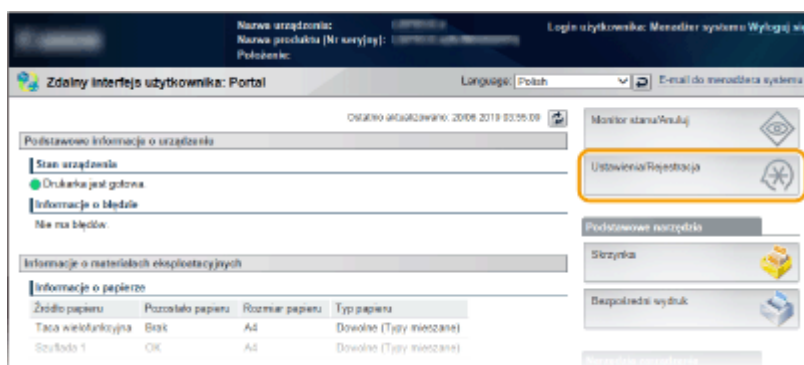 Nazwa urządzenia:
Nazwa produktu (Nr seryjny):
Położenie:
Login użytkownika: Menedżer systemu Wyloguj się
Zdalny interfejs użytkownika: Portal
Language: Polish
E-mail do menedżera systemu
Ostatnio aktualizowano: 20/06 2019 03:55:09
Podstawowe informacje o urządzeniu
Stan urządzenia
Drukarka jest gotowa.
Informacje o błędzie
Nie ma błędów.
Informacje o materiałach eksploatacyjnych
Informacje o papierze
Źródło papieru Pozostało papieru Rozmiar papieru Typ papieru
Taca wielofunkcyjna Brak A4 Dowolne (Typy mieszane)
Szuflada 1 OK A4 Dowolne (Typy mieszane)
Monitor stanu/Anuluj
Ustawienia/Rejestracja
Podstawowe narzędzia
Skrzynka
Bezpośredni wydruk